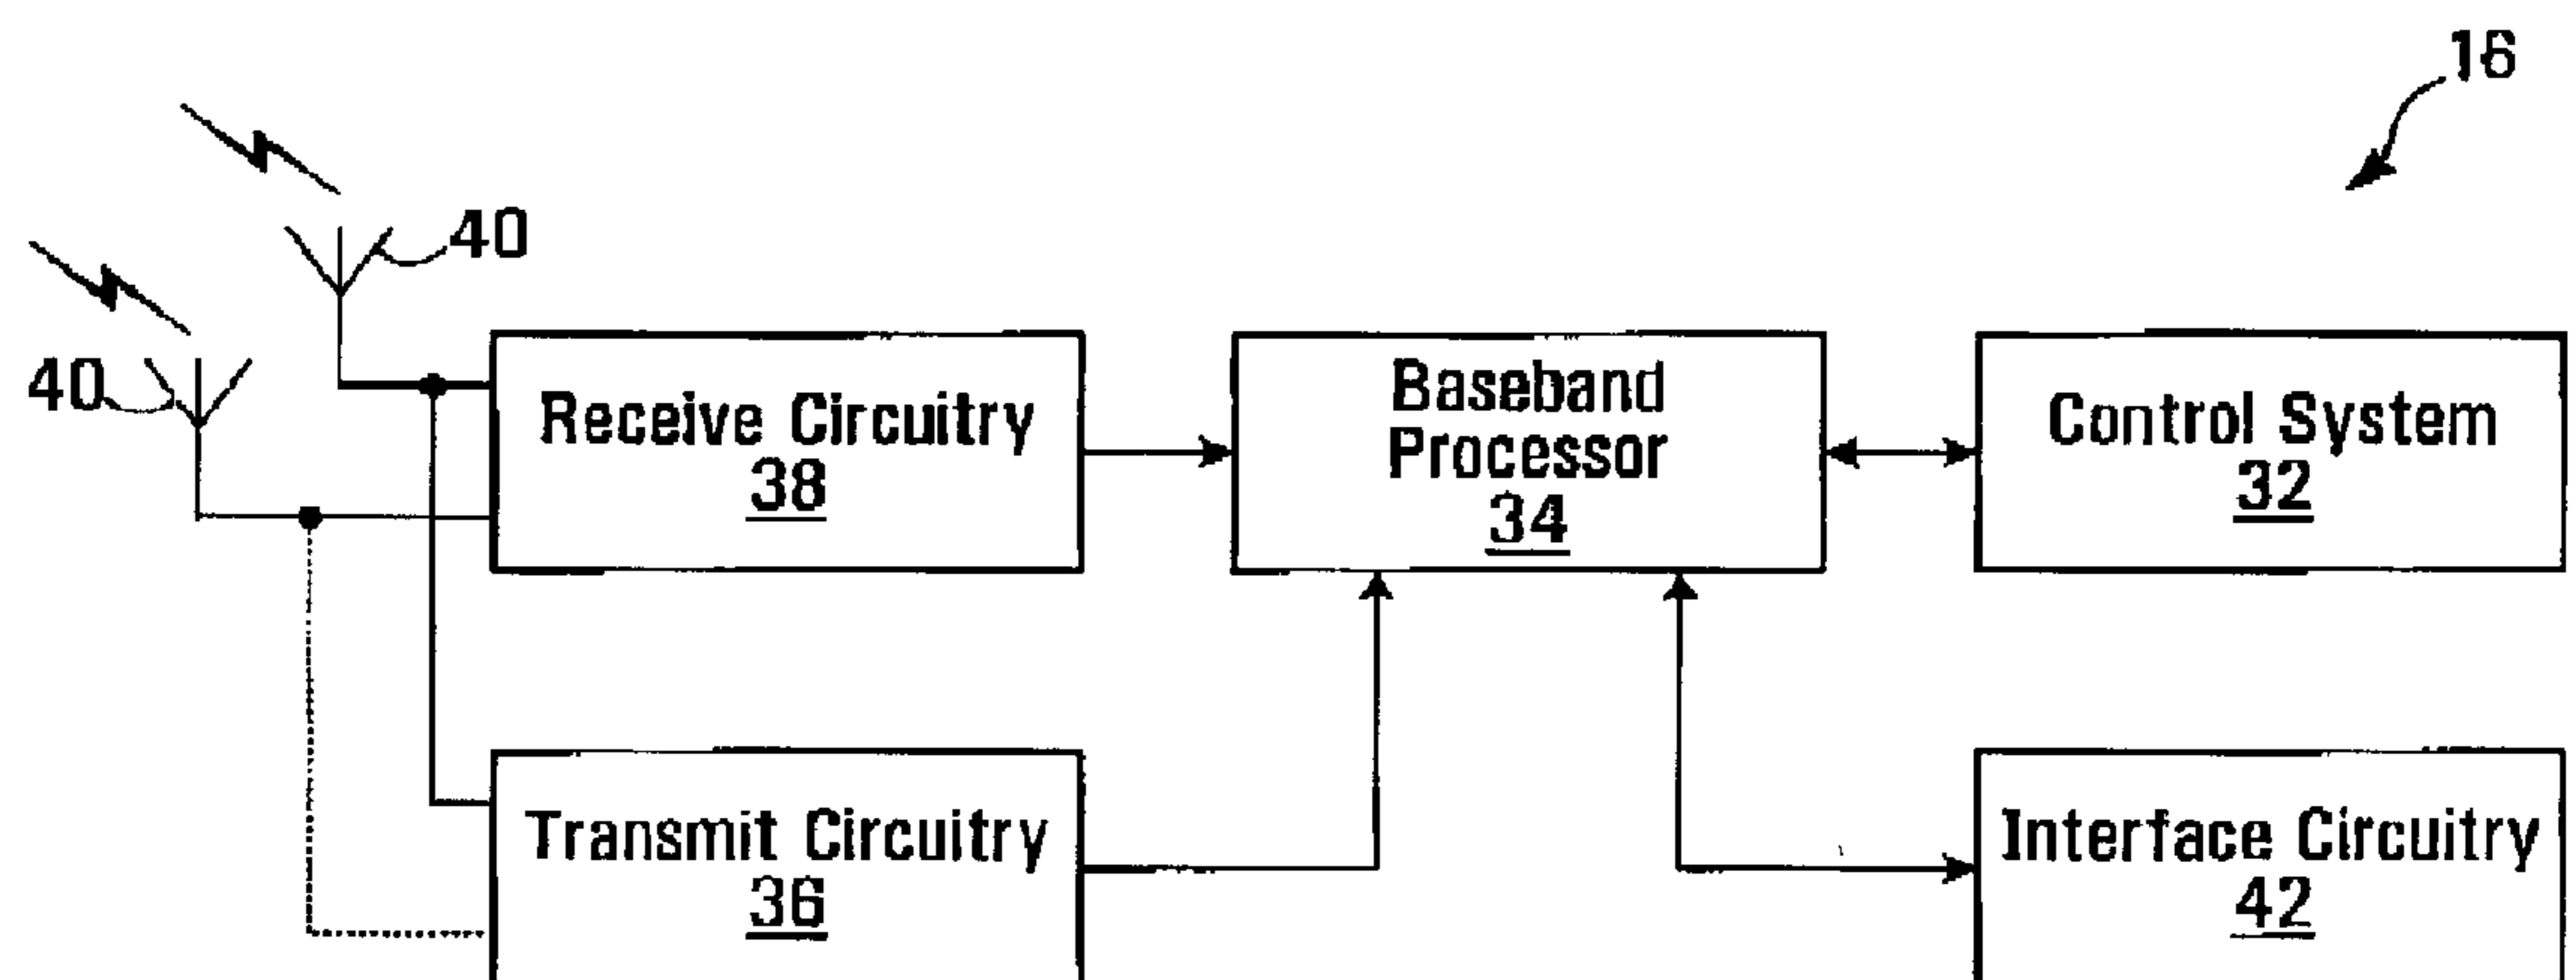 16
40
40
Receive Circuitry
38
Baseband
Processor
34
Control System
32
Transmit Circuitry
36
Interface Circuitry
42